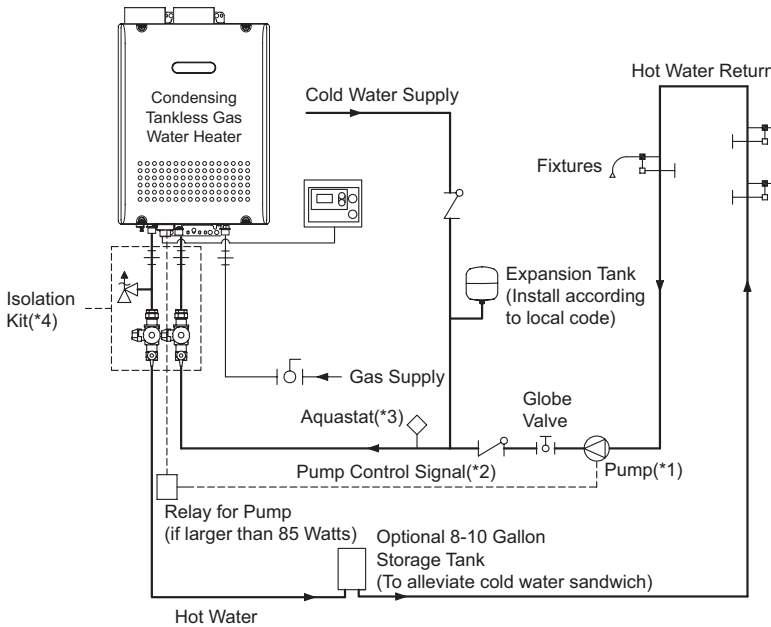 Hot Water Return
Condensing
Tankless Gas
Water Heater
Cold Water Supply
Fixtures
Expansion Tank
(Install according
to local code)
Isolation
Kit(*4)
Gas Supply
Globe
Valve
Aquastat(*3)
Pump Control Signal(*2)
Pump(*1)
Relay for Pump
(if larger than 85 Watts)
Optional 8-10 Gallon
Storage Tank
(To alleviate cold water sandwich)
Hot Water